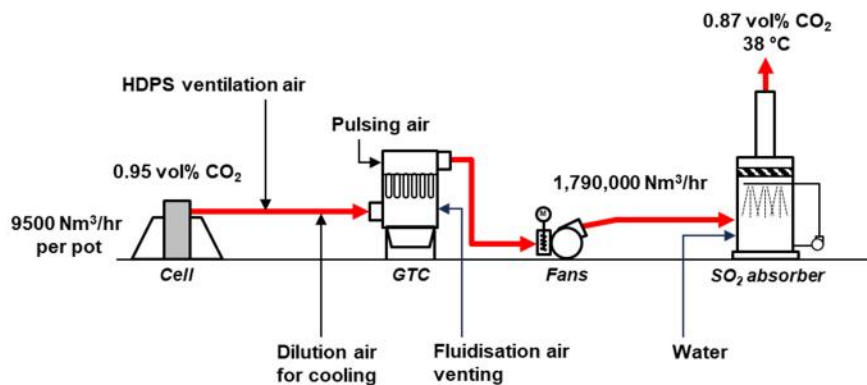 0.87 vol% CO₂
38 °C
HDPS ventilation air
Pulsing air
0.95 vol% CO₂
1,790,000 Nm³/hr
9500 Nm³/hr
per pot
M
Cell
GTC
Fans
SO₂ absorber
Dilution air
for cooling
Fluidisation air
venting
Water